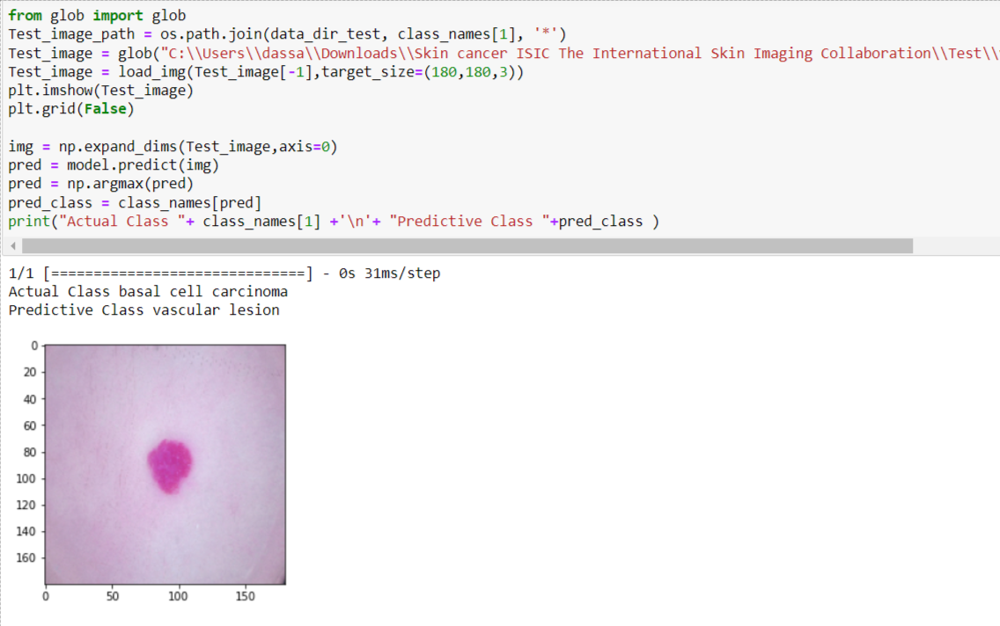 from glob import glob
Test_image_path = os.path.join(data_dir_test, class_names[1], '*')
Test_image = glob("C:\\Users\\dassa\\Downloads\\Skin cancer ISIC The International Skin Imaging Collaboration\\Test\\
Test_image = load_img(Test_image[-1],target_size=(180,180,3))
plt.imshow(Test_image)
plt.grid(False)
img = np.expand_dims(Test_image,axis=0)
pred = model.predict(img)
pred = np.argmax(pred)
pred_class = class_names[pred]
print("Actual Class "+ class_names[1] +'\n'+ "Predictive Class "+pred_class )
1/1 [==============================] - 0s 31ms/step
Actual Class basal cell carcinoma
Predictive Class vascular lesion
0
20
40
60
80
100
120
140
160
0 50 100 150